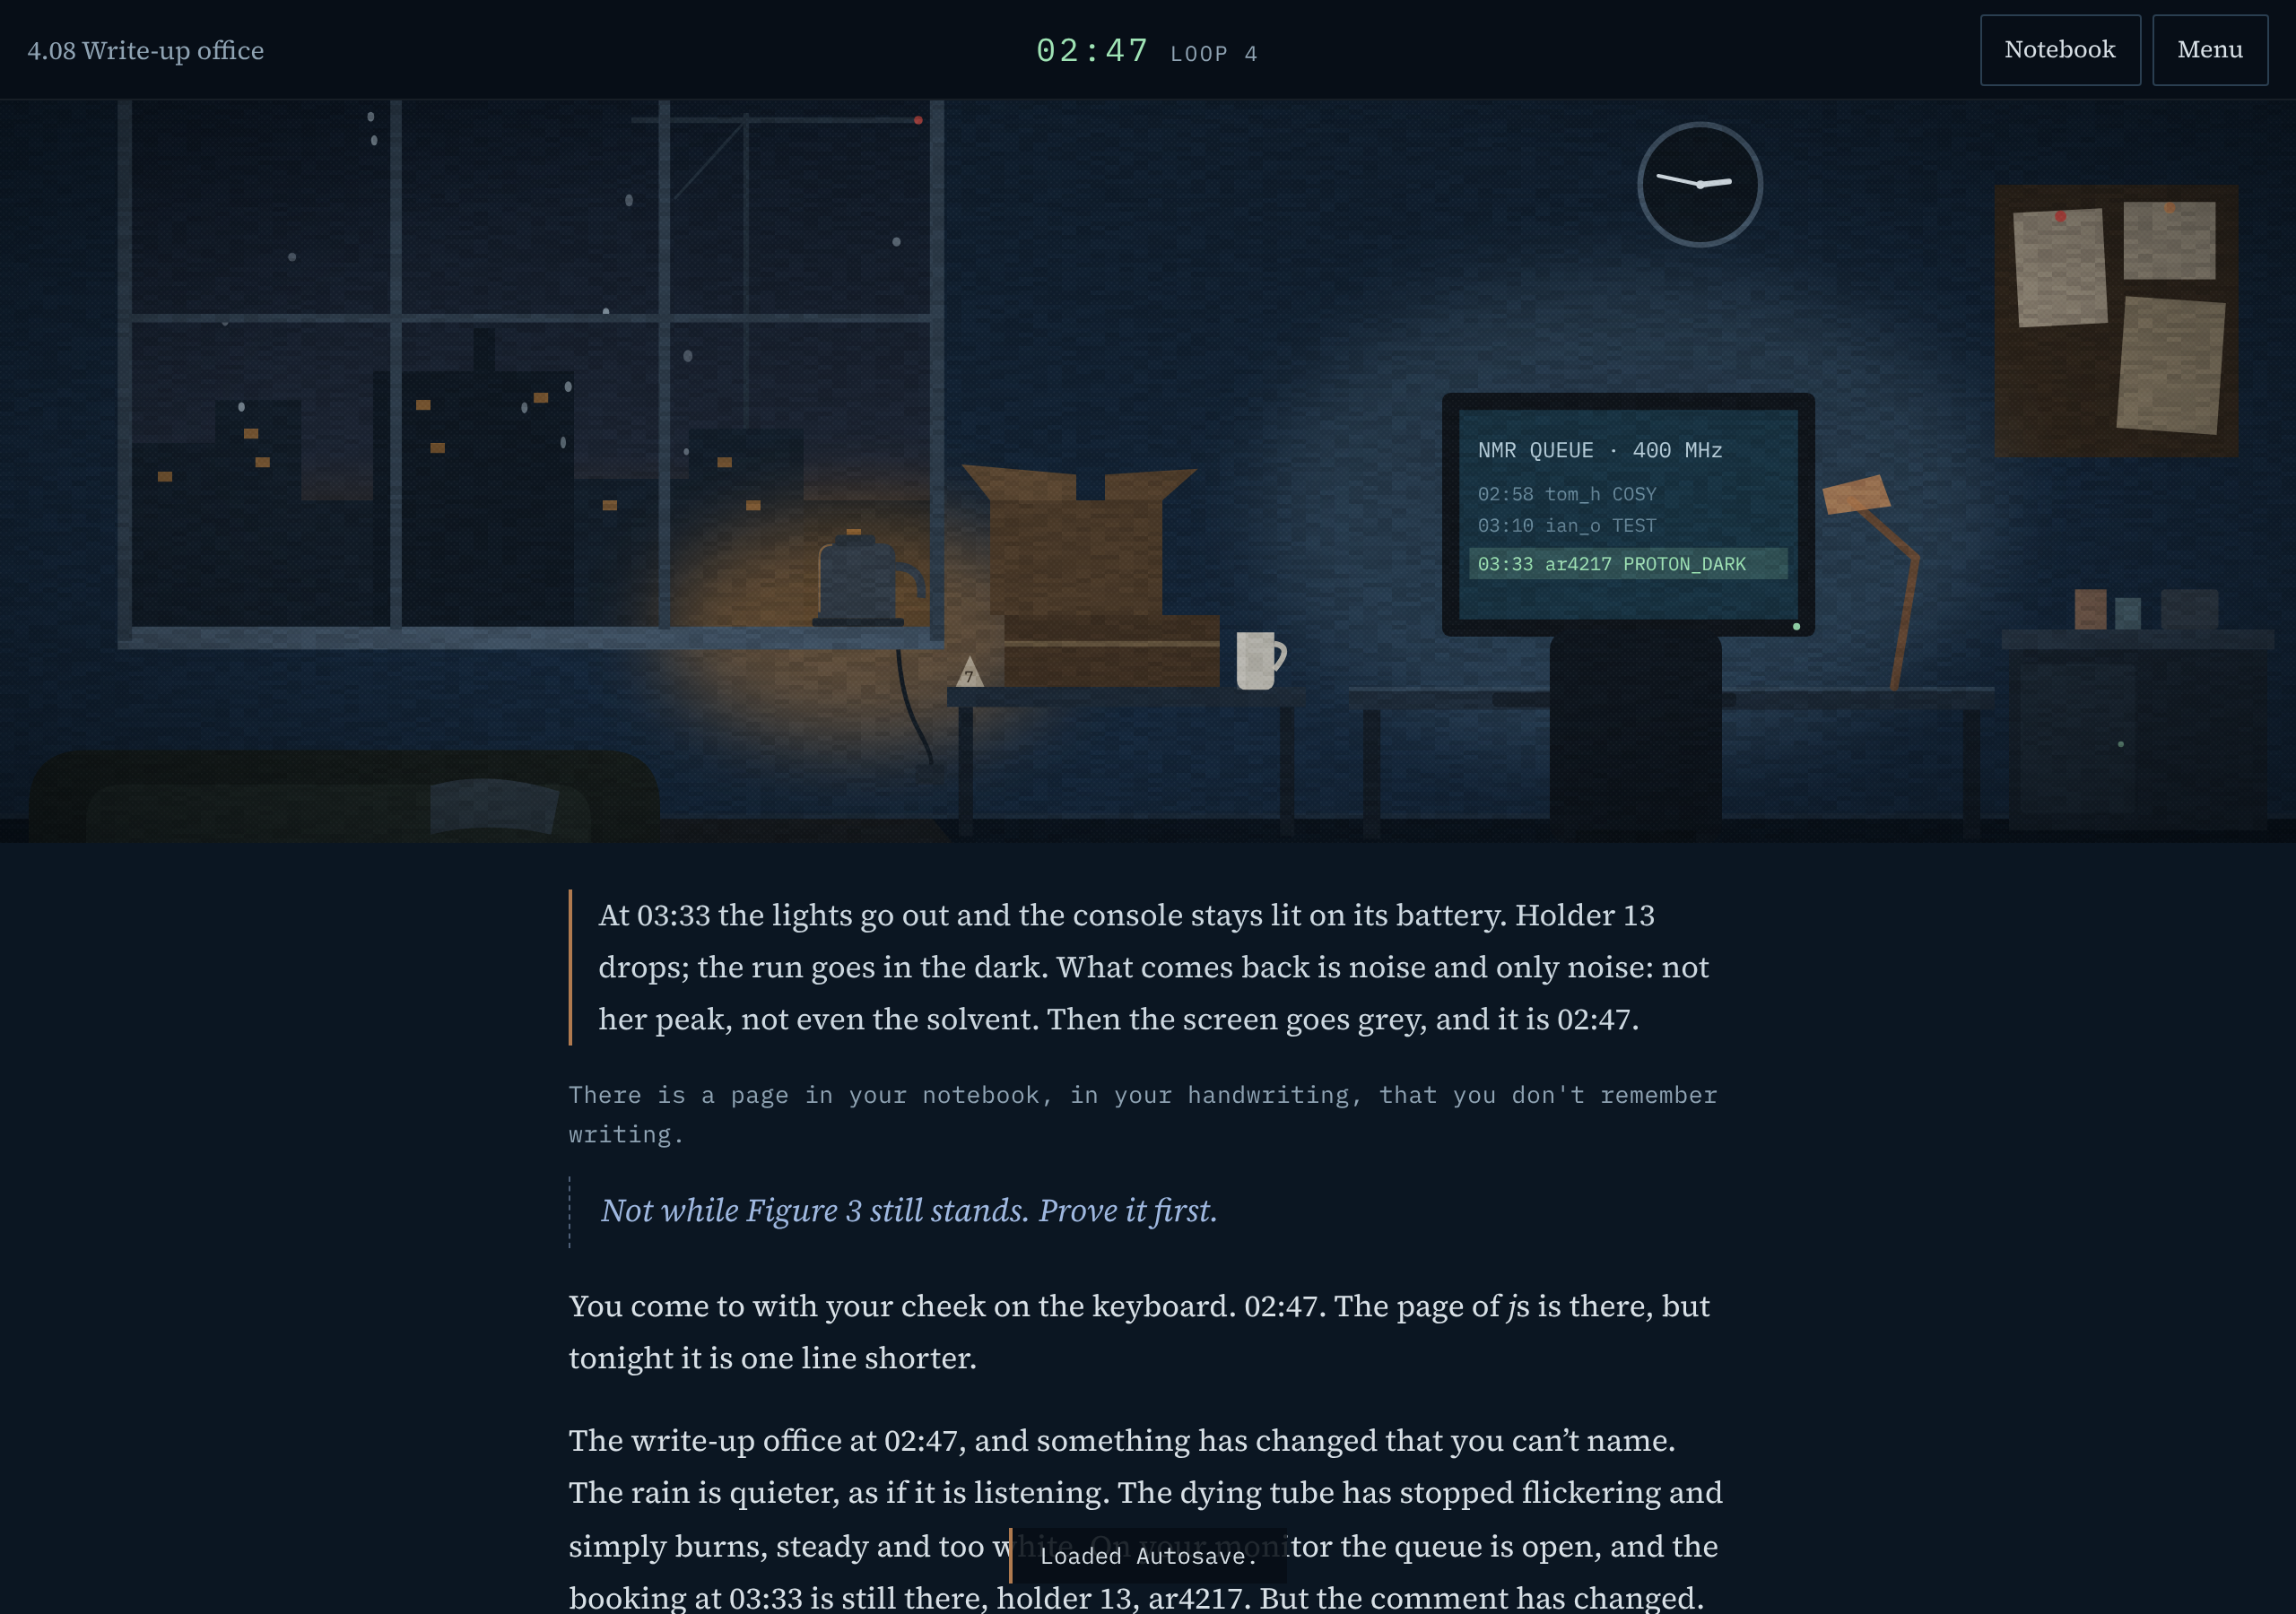 4.08 Write-up office
02:47 LOOP 4
Notebook
Menu
NMR QUEUE · 400 MHz
02:58 tom_h COSY
03:10 ian_o TEST
03:33 ar4217 PROTON_DARK
7
At 03:33 the lights go out and the console stays lit on its battery. Holder 13
drops; the run goes in the dark. What comes back is noise and only noise: not
her peak, not even the solvent. Then the screen goes grey, and it is 02:47.
There is a page in your notebook, in your handwriting, that you don't remember
writing.
Not while Figure 3 still stands. Prove it first.
You come to with your cheek on the keyboard. 02:47. The page of js is there, but
tonight it is one line shorter.
The write-up office at 02:47, and something has changed that you can’t name.
The rain is quieter, as if it is listening. The dying tube has stopped flickering and
simply burns, steady and too white. On your monitor the queue is open, and the
Loaded Autosave.
booking at 03:33 is still there, holder 13, ar4217. But the comment has changed.